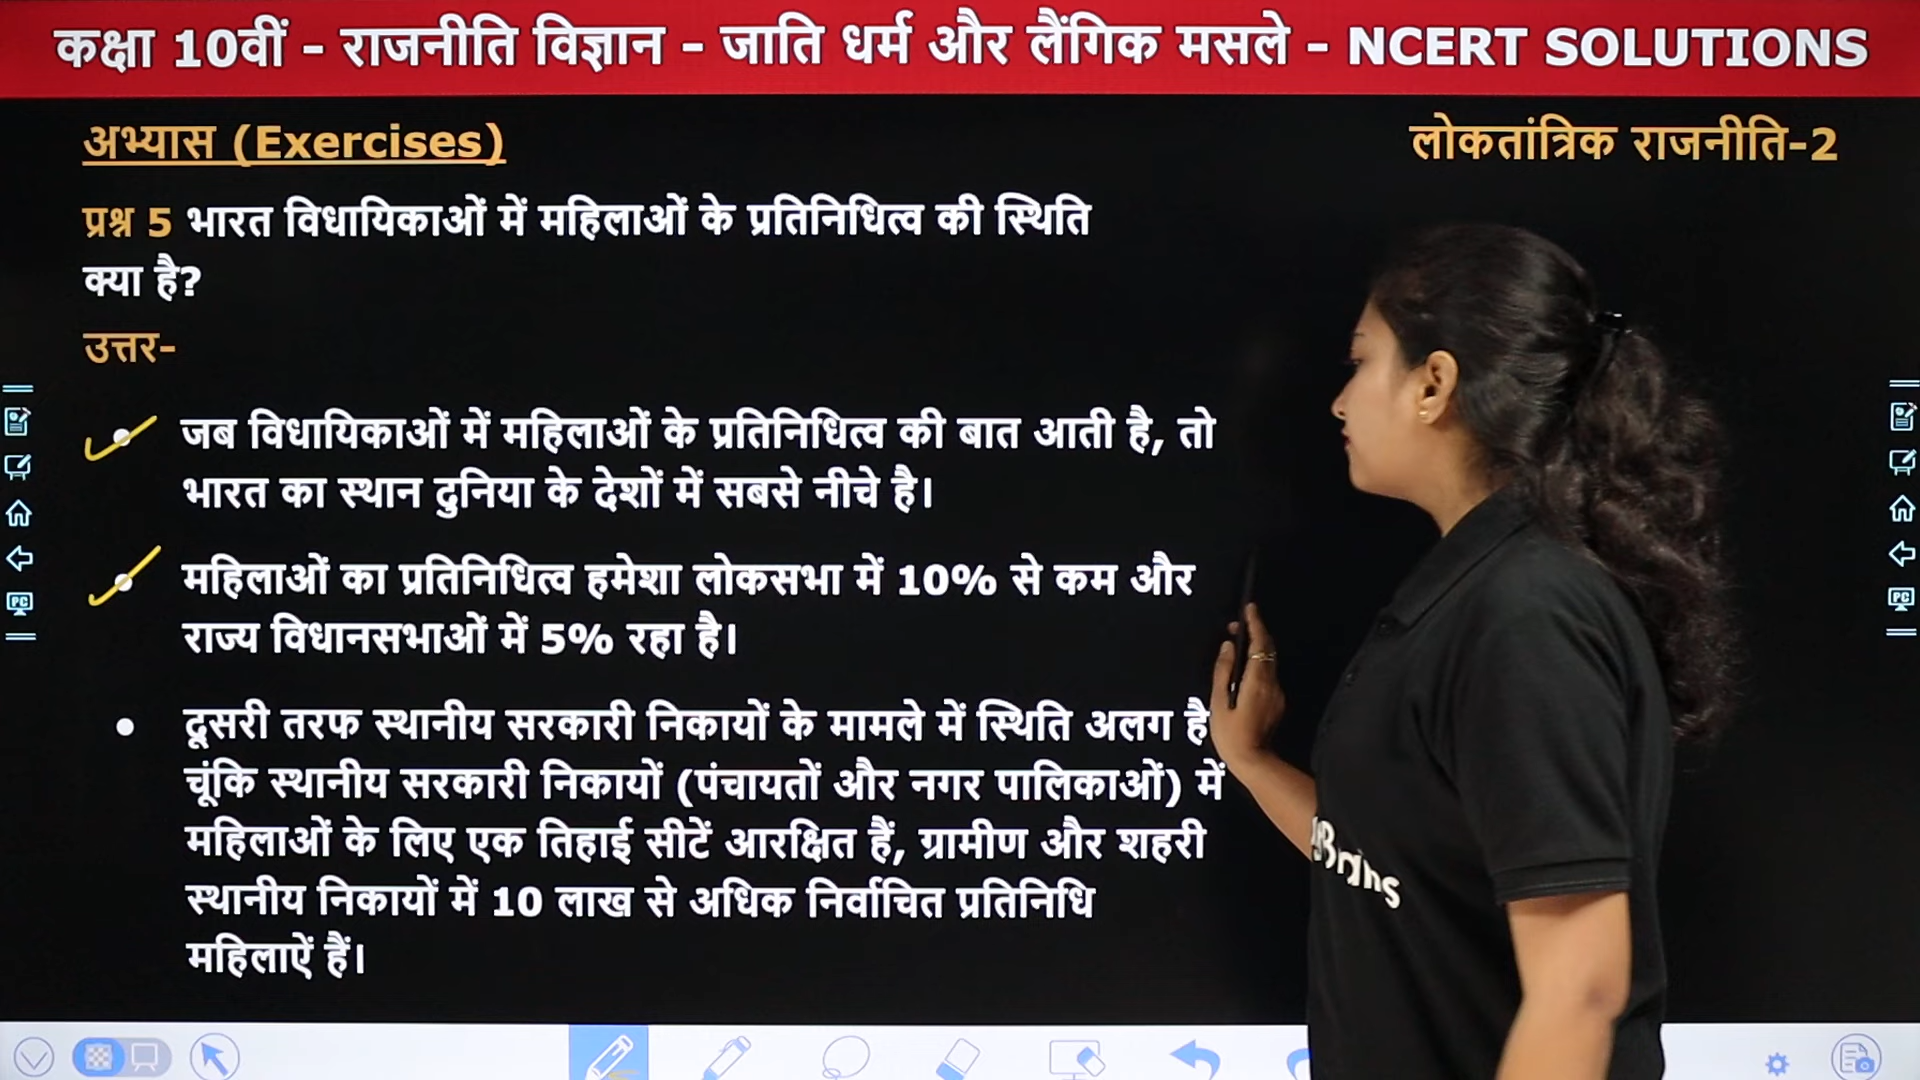 कक्षा 10वीं - राजनीति विज्ञान - जाति धर्म और लैंगिक मसले - NCERT SOLUTIONS
अभ्यास (Exercises)
लोकतांत्रिक राजनीति-2
प्रश्न 5 भारत विधायिकाओं में महिलाओं के प्रतिनिधित्व की स्थिति
क्या है?
उत्तर-
जब विधायिकाओं में महिलाओं के प्रतिनिधित्व की बात आती है, तो
भारत का स्थान दुनिया के देशों में सबसे नीचे है।
महिलाओं का प्रतिनिधित्व हमेशा लोकसभा में 10% से कम और
राज्य विधानसभाओं में 5% रहा है।
दूसरी तरफ स्थानीय सरकारी निकायों के मामले में स्थिति अलग है
चूंकि स्थानीय सरकारी निकायों (पंचायतों और नगर पालिकाओं) में
महिलाओं के लिए एक तिहाई सीटें आरक्षित हैं, ग्रामीण और शहरी
स्थानीय निकायों में 10 लाख से अधिक निर्वाचित प्रतिनिधि
महिलाऐं हैं।
PC
PC